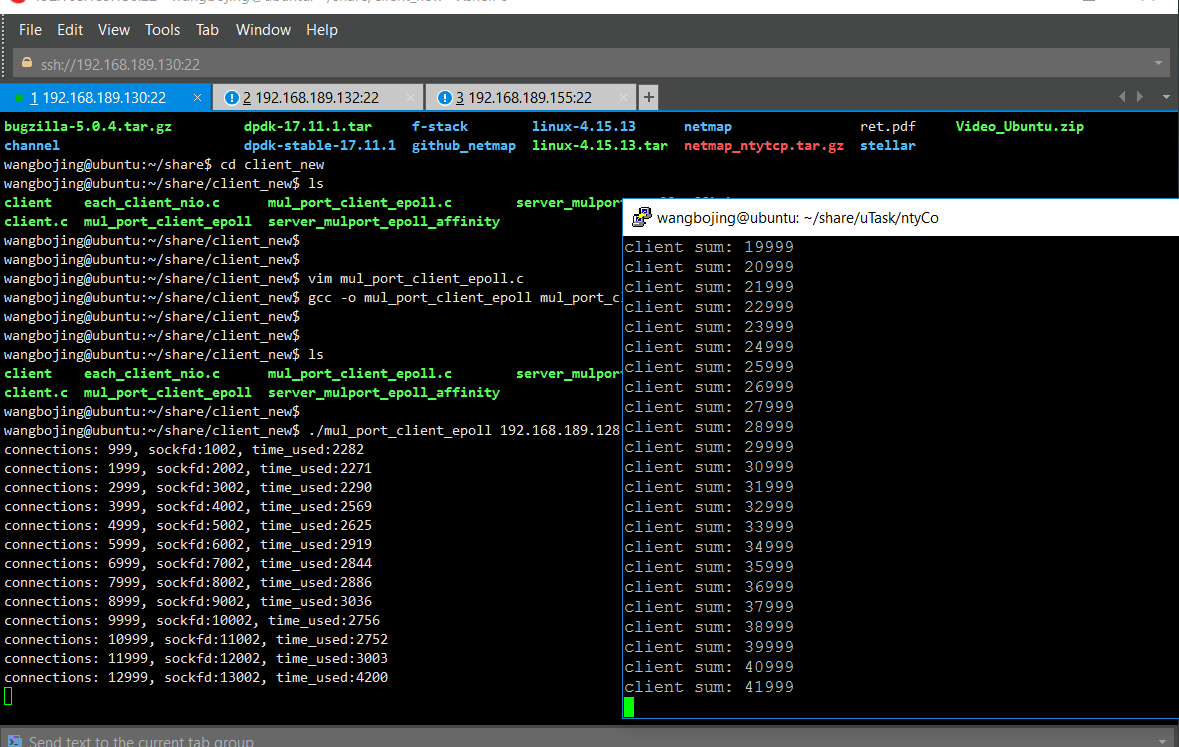 File Edit View Tools Tab Window Help
ssh://192.168.189.130:22
1 192.168.189.130:22 × 2 192.168.189.132:22 × 3 192.168.189.155:22 × +
bugzilla-5.0.4.tar.gz dpdk-17.11.1.tar f-stack linux-4.15.13 netmap ret.pdf Video_Ubuntu.zip
channel dpdk-stable-17.11.1 github_netmap linux-4.15.13.tar netmap_ntytcp.tar.gz stellar
wangbojing@ubuntu:~/share$ cd client_new
wangbojing@ubuntu:~/share/client_new$ ls
client each_client_nio.c mul_port_client_epoll.c server_mulpor
client.c mul_port_client_epoll server_mulport_epoll_affinity
wangbojing@ubuntu:~/share/client_new$
wangbojing@ubuntu:~/share/client_new$
wangbojing@ubuntu:~/share/client_new$ vim mul_port_client_epoll.c
wangbojing@ubuntu:~/share/client_new$ gcc -o mul_port_client_epoll mul_port_c
wangbojing@ubuntu:~/share/client_new$
wangbojing@ubuntu:~/share/client_new$
wangbojing@ubuntu:~/share/client_new$ ls
client each_client_nio.c mul_port_client_epoll.c server_mulpor
client.c mul_port_client_epoll server_mulport_epoll_affinity
wangbojing@ubuntu:~/share/client_new$
wangbojing@ubuntu:~/share/client_new$ ./mul_port_client_epoll 192.168.189.128
connections: 999, sockfd:1002, time_used:2282
connections: 1999, sockfd:2002, time_used:2271
connections: 2999, sockfd:3002, time_used:2290
connections: 3999, sockfd:4002, time_used:2569
connections: 4999, sockfd:5002, time_used:2625
connections: 5999, sockfd:6002, time_used:2919
connections: 6999, sockfd:7002, time_used:2844
connections: 7999, sockfd:8002, time_used:2886
connections: 8999, sockfd:9002, time_used:3036
connections: 9999, sockfd:10002, time_used:2756
connections: 10999, sockfd:11002, time_used:2752
connections: 11999, sockfd:12002, time_used:3003
connections: 12999, sockfd:13002, time_used:4200
wangbojing@ubuntu: ~/share/uTask/ntyCo
client sum: 19999
client sum: 20999
client sum: 21999
client sum: 22999
client sum: 23999
client sum: 24999
client sum: 25999
client sum: 26999
client sum: 27999
client sum: 28999
client sum: 29999
client sum: 30999
client sum: 31999
client sum: 32999
client sum: 33999
client sum: 34999
client sum: 35999
client sum: 36999
client sum: 37999
client sum: 38999
client sum: 39999
client sum: 40999
client sum: 41999
Send text to the current tab group